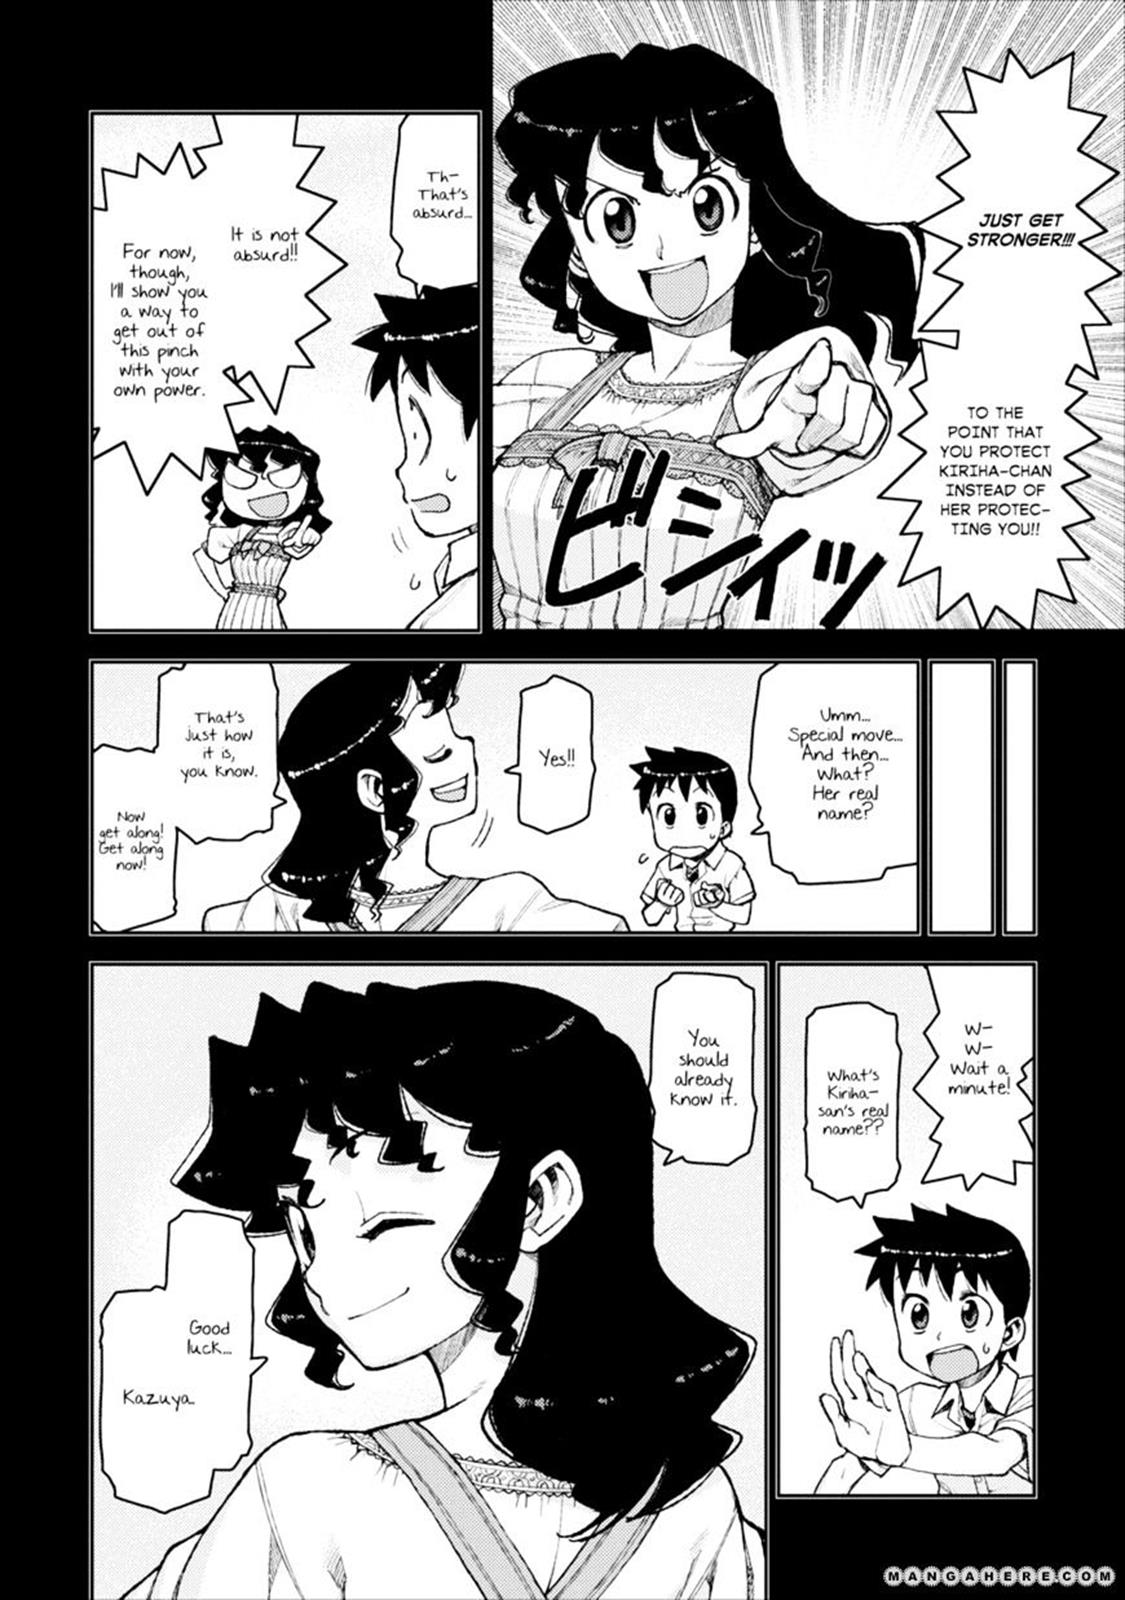 JUST GET
STRONGER!!!
TO THE
POINT THAT
YOU PROTECT
KIRIHA-CHAN
INSTEAD OF
HER PROTEC-
TING YOU!!
ビシィッ
Th-
That's
absurd...
It is not
absurd!!
For now,
though,
I'll show you
a way to
get out of
this pinch
with your
own power.
Umm...
Special move...
And then...
What?
Her real
name?
Yes!!
That's
just how
it is,
you know.
Now
get along!
Get along
now!
W-
W-
Wait a
minute!
What's
Kiriha-
san's real
name??
You
should
already
know it.
Good
luck...
Kazuya.
MANGAHERE.COM